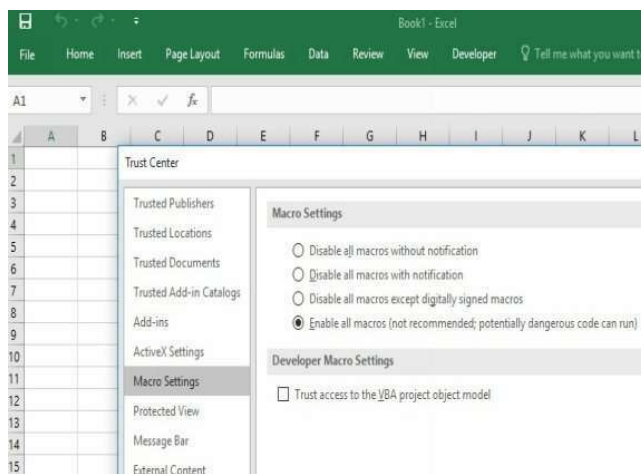 Book1 - Excel
File Home Insert Page Layout Formulas Data Review View Developer Tell me what you want t
A1 fx
A B C D E F G H I J K L
1
Trust Center
2
3
Trusted Publishers
Macro Settings
4
Trusted Locations
5
Disable all macros without notification
6
Trusted Documents
Disable all macros with notification
7
Trusted Add-in Catalogs
Disable all macros except digitally signed macros
8
Add-ins
Enable all macros (not recommended; potentially dangerous code can run)
9
10
ActiveX Settings
Developer Macro Settings
11
Macro Settings
Trust access to the VBA project object model
12
Protected View
13
14
Message Bar
15
External Content